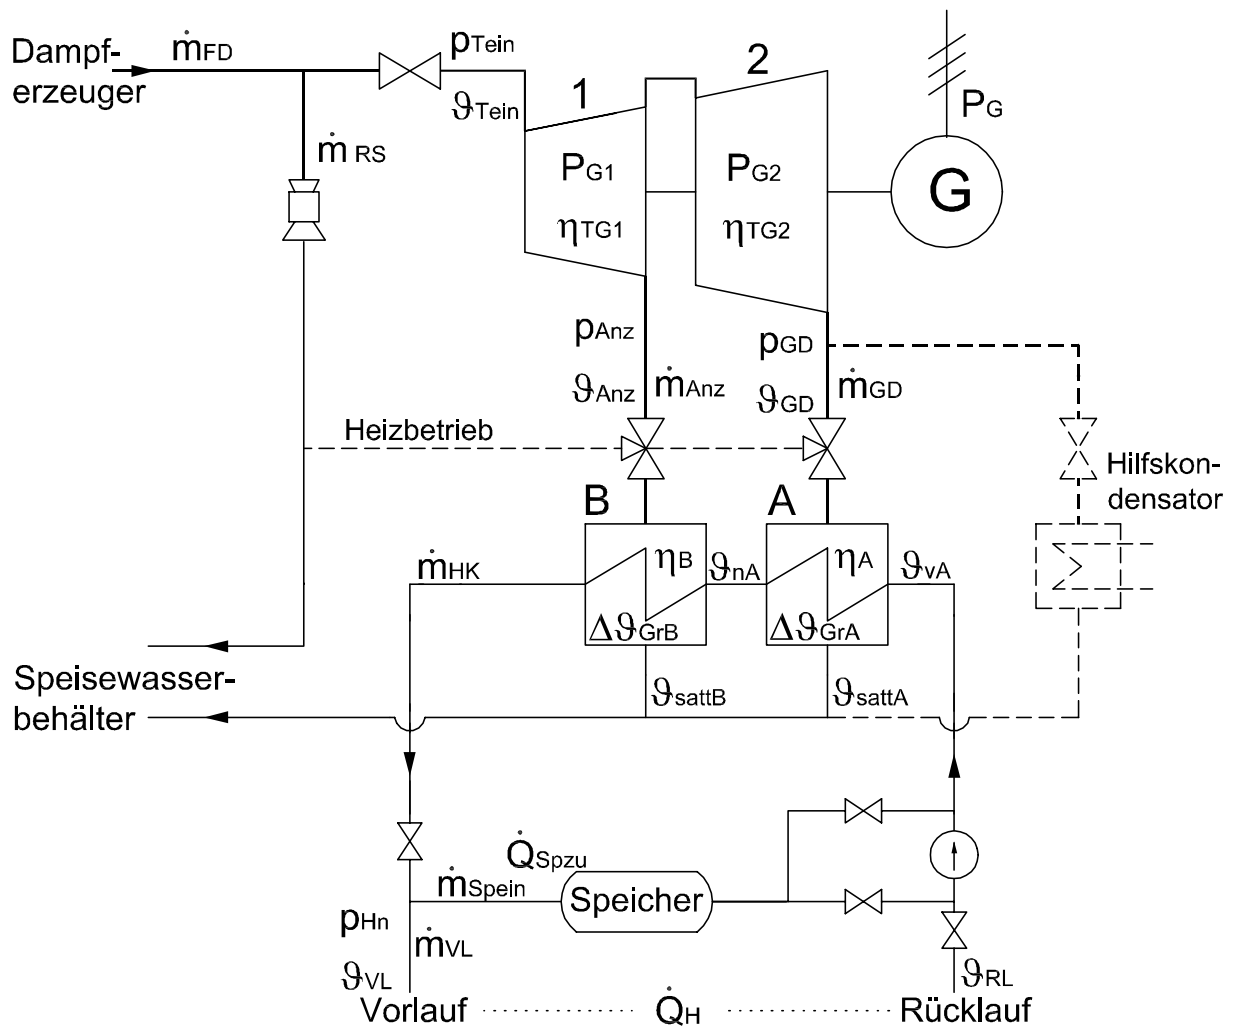 Dampf-
erzeuger
ṁFD
pTein
ϑTein
1
2
PG
ṁRS
PG1
ηTG1
PG2
ηTG2
G
pAnz
ϑAnz
ṁAnz
pGD
ϑGD
ṁGD
Heizbetrieb
Hilfskon-
densator
B
A
ṁHK
ηB
ϑnA
ηA
ϑvA
ΔϑGrB
ΔϑGrA
Speisewasser-
behälter
ϑsattB
ϑsattA
Q̇Spzu
ṁSpein
Speicher
pHn
ṁVL
ϑVL
ϑRL
Vorlauf
Q̇H
Rücklauf